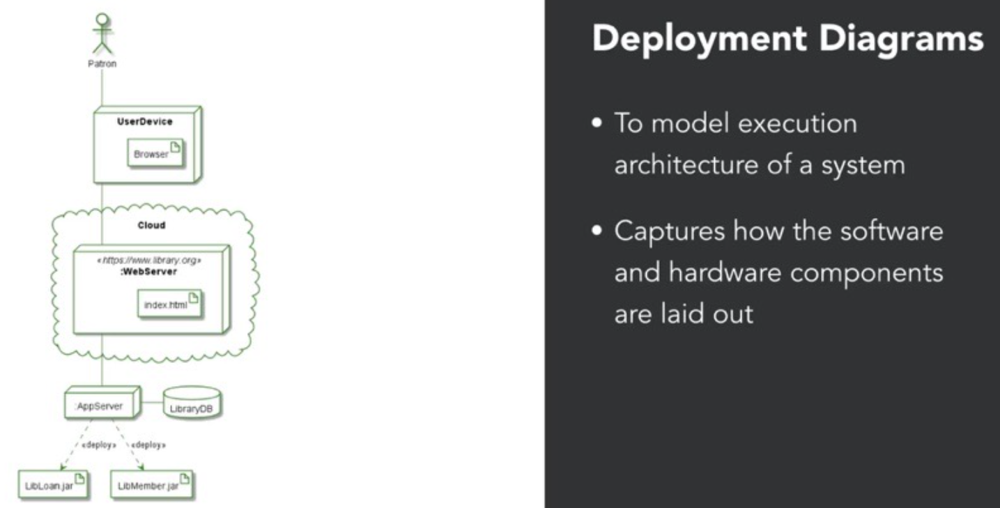 Patron
UserDevice
Browser
Cloud
«https://www.library.org»
:WebServer
index.html
:AppServer
LibraryDB
«deploy» «deploy»
LibLoan.jar
LibMember.jar
Deployment Diagrams
• To model execution
architecture of a system
• Captures how the software
and hardware components
are laid out